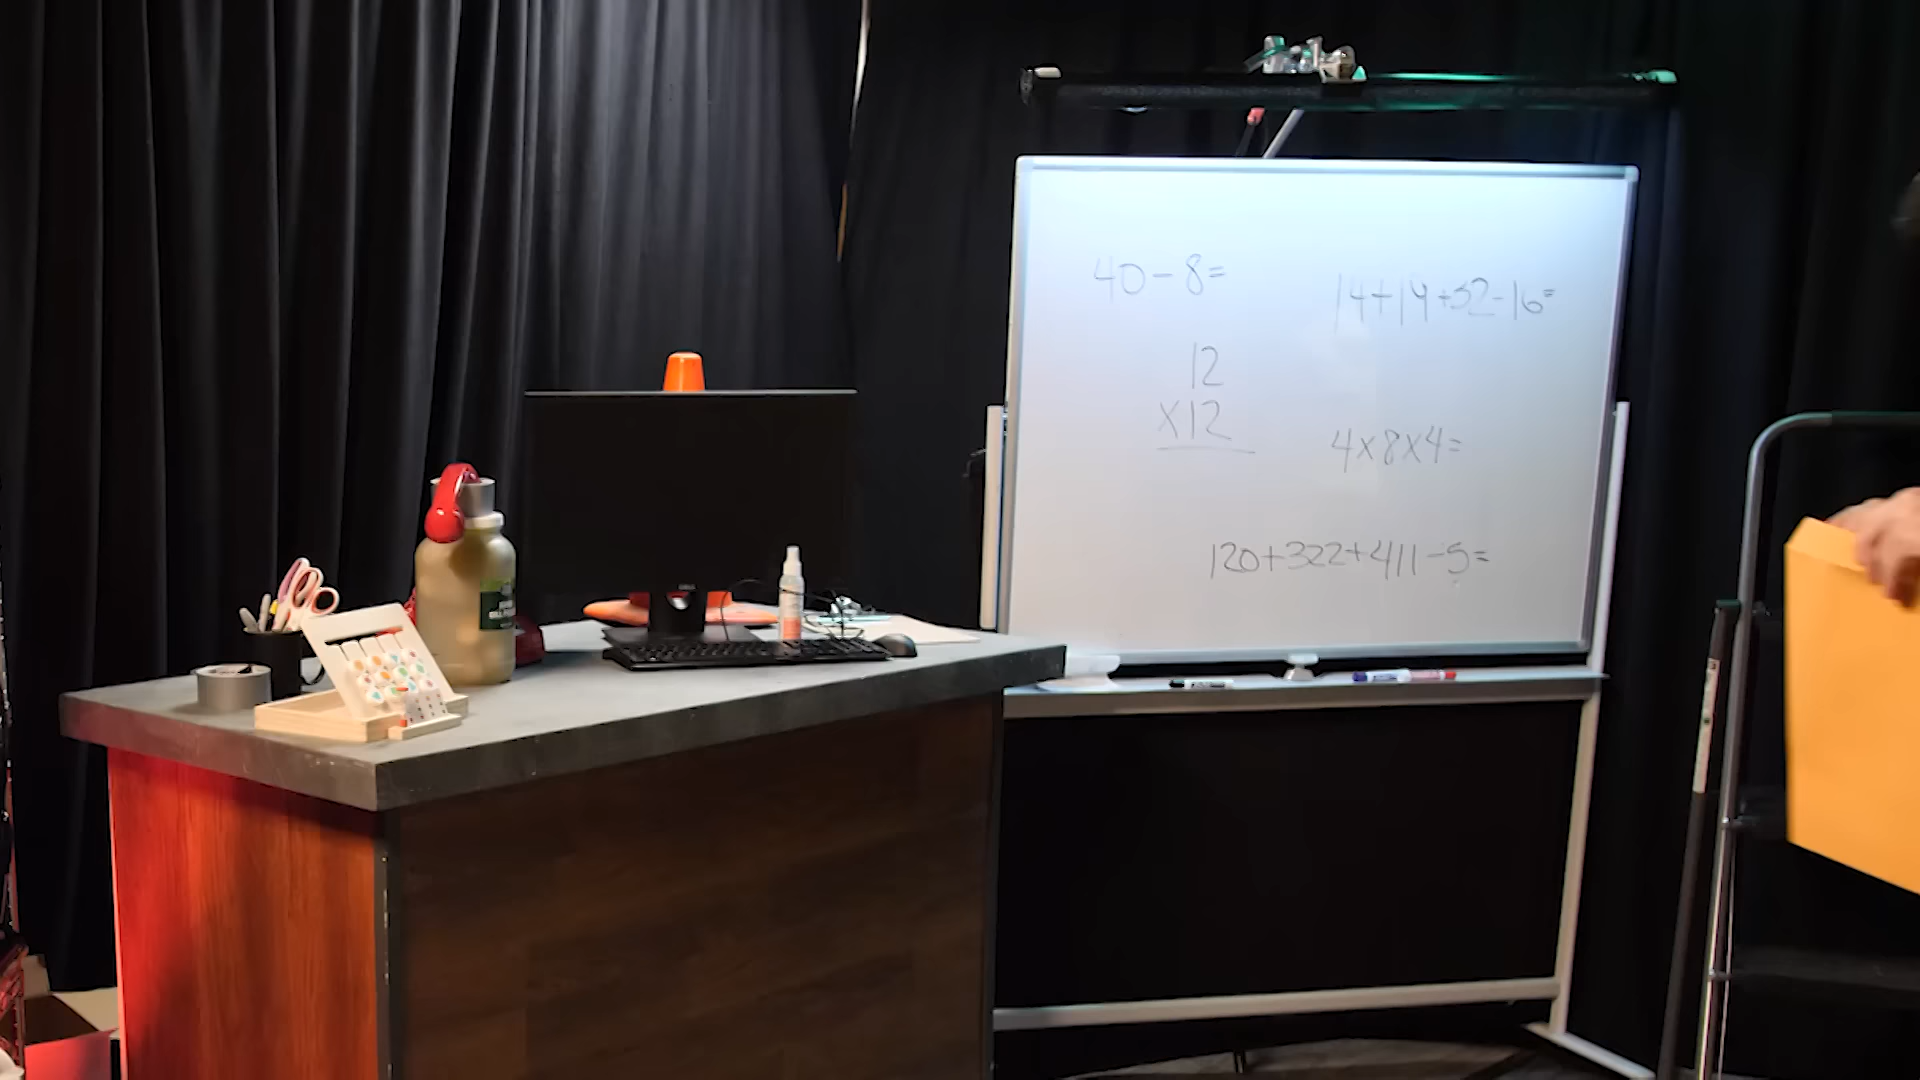 40-8=
14+19+32-16=
12
X12
4x8x4=
120+322+411-5=